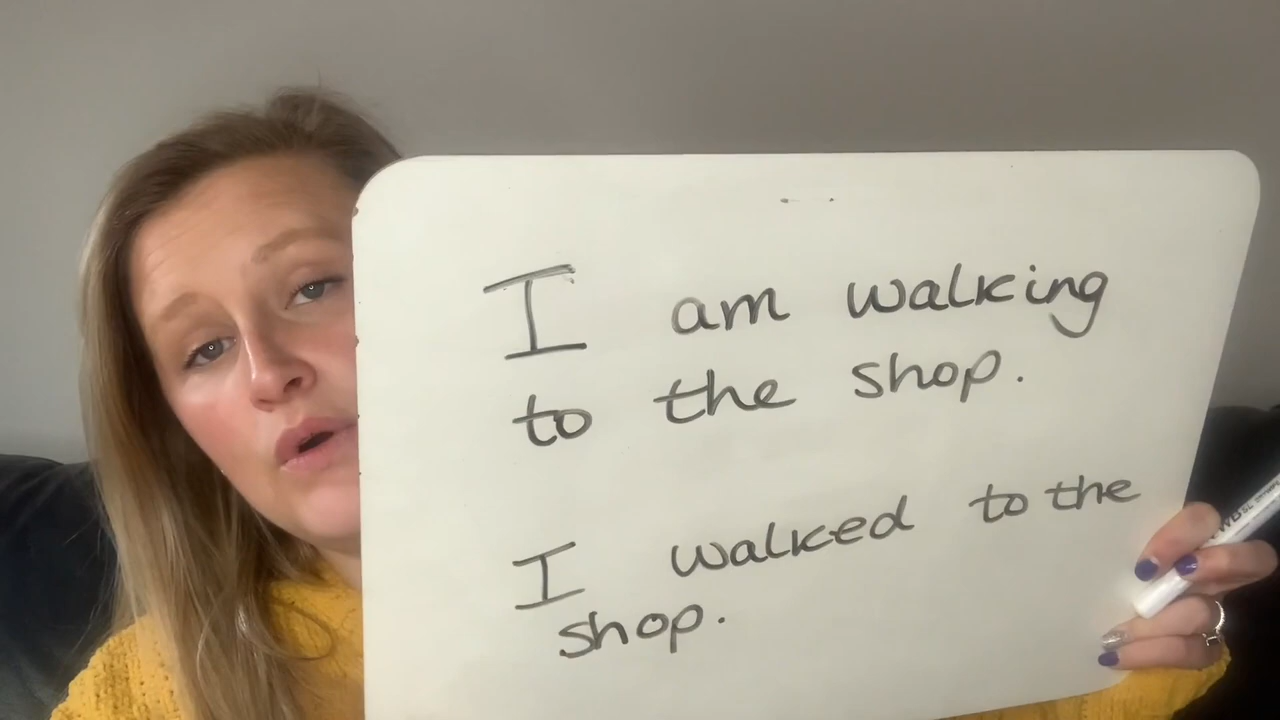 I am walking
to the shop.
I walked to the
shop.